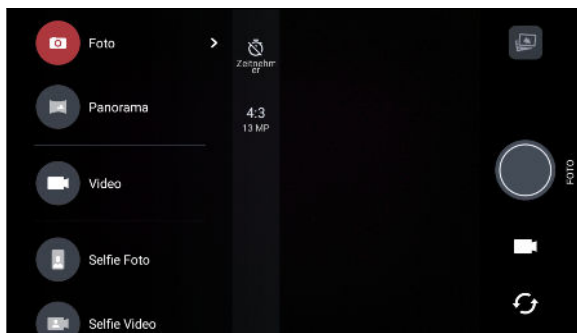 Foto
Panorama
Video
Selfie Foto
Selfie Video
Zeitnehm
er
4:3
13 MP
FOTO